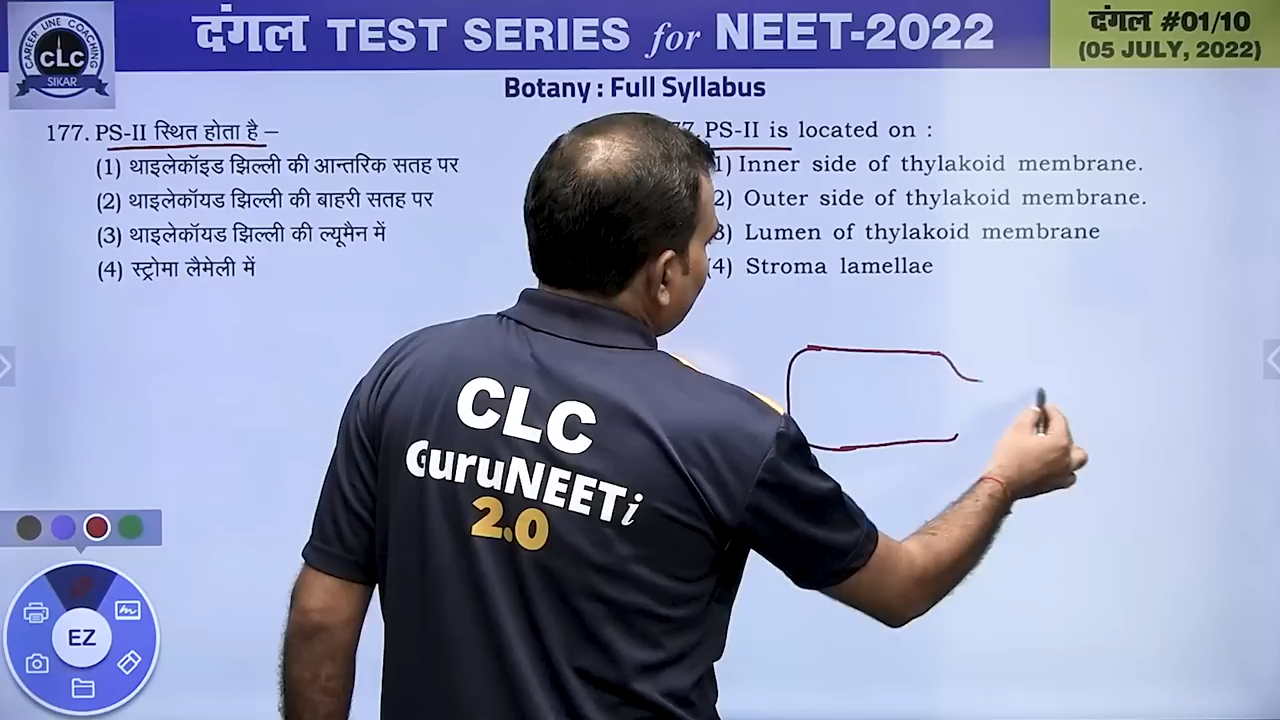 CAREER LINE COACHING
CLC
SIKAR
दंगल TEST SERIES for NEET-2022
दंगल #01/10
(05 JULY, 2022)
Botany : Full Syllabus
177. PS-II स्थित होता है –
(1) थाइलेकॉइड झिल्ली की आन्तरिक सतह पर
(2) थाइलेकॉयड झिल्ली की बाहरी सतह पर
(3) थाइलेकॉयड झिल्ली की ल्यूमैन में
(4) स्ट्रोमा लैमेली में
77. PS-II is located on :
1) Inner side of thylakoid membrane.
2) Outer side of thylakoid membrane.
3) Lumen of thylakoid membrane
(4) Stroma lamellae
CLC
GuruNEETi
2.0
EZ